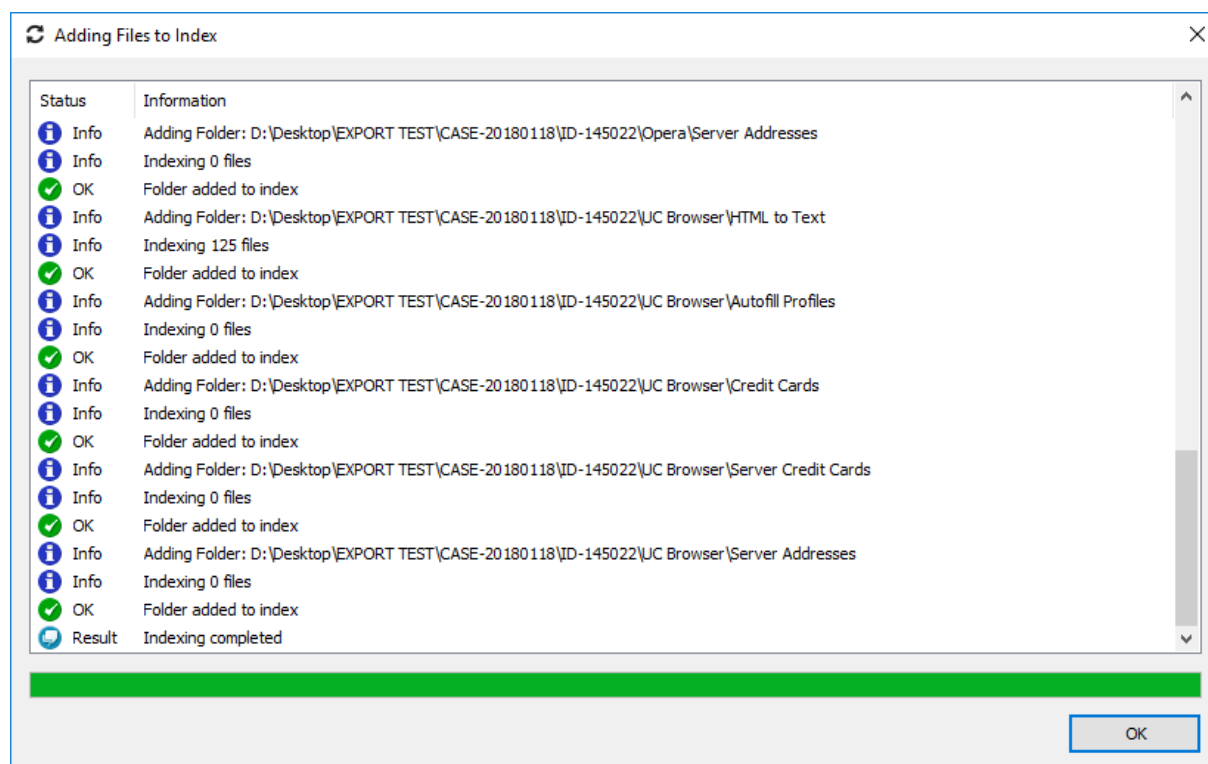 Adding Files to Index
Status Information
Info Adding Folder: D:\Desktop\EXPORT TEST\CASE-20180118\ID-145022\Opera\Server Addresses
Info Indexing 0 files
OK Folder added to index
Info Adding Folder: D:\Desktop\EXPORT TEST\CASE-20180118\ID-145022\UC Browser\HTML to Text
Info Indexing 125 files
OK Folder added to index
Info Adding Folder: D:\Desktop\EXPORT TEST\CASE-20180118\ID-145022\UC Browser\Autofill Profiles
Info Indexing 0 files
OK Folder added to index
Info Adding Folder: D:\Desktop\EXPORT TEST\CASE-20180118\ID-145022\UC Browser\Credit Cards
Info Indexing 0 files
OK Folder added to index
Info Adding Folder: D:\Desktop\EXPORT TEST\CASE-20180118\ID-145022\UC Browser\Server Credit Cards
Info Indexing 0 files
OK Folder added to index
Info Adding Folder: D:\Desktop\EXPORT TEST\CASE-20180118\ID-145022\UC Browser\Server Addresses
Info Indexing 0 files
OK Folder added to index
Result Indexing completed
OK